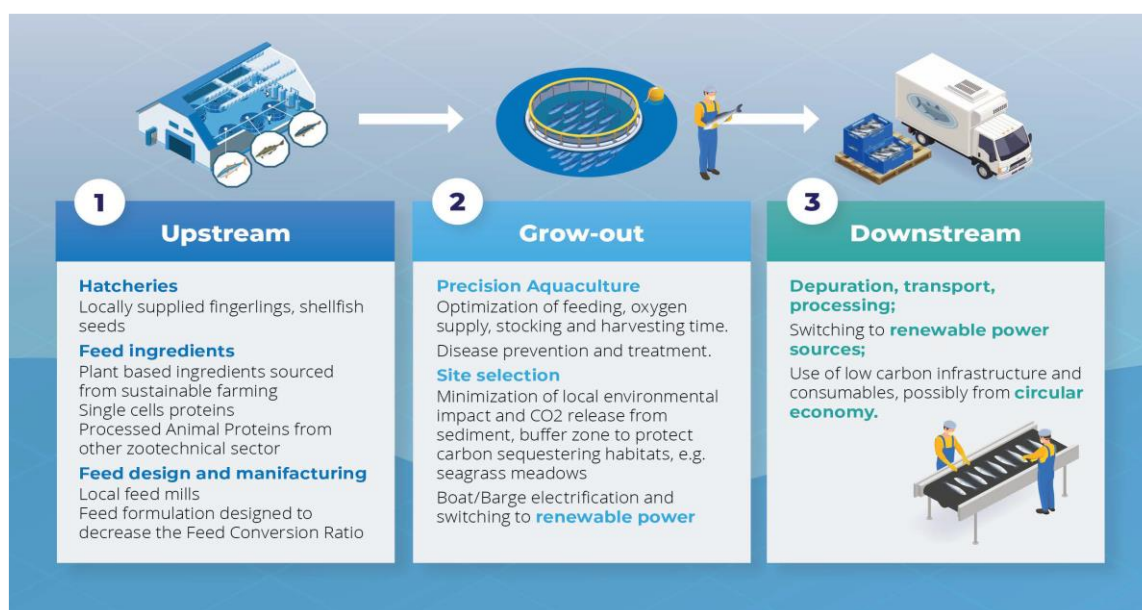 1
Upstream
Hatcheries
Locally supplied fingerlings, shellfish
seeds
Feed ingredients
Plant based ingredients sourced
from sustainable farming
Single cells proteins
Processed Animal Proteins from
other zootechnical sector
Feed design and manifacturing
Local feed mills
Feed formulation designed to
decrease the Feed Conversion Ratio
2
Grow-out
Precision Aquaculture
Optimization of feeding, oxygen
supply, stocking and harvesting time.
Disease prevention and treatment.
Site selection
Minimization of local environmental
impact and CO2 release from
sediment, buffer zone to protect
carbon sequestering habitats, e.g.
seagrass meadows
Boat/Barge electrification and
switching to renewable power
3
Downstream
Depuration, transport,
processing;
Switching to renewable power
sources;
Use of low carbon infrastructure and
consumables, possibly from circular
economy.